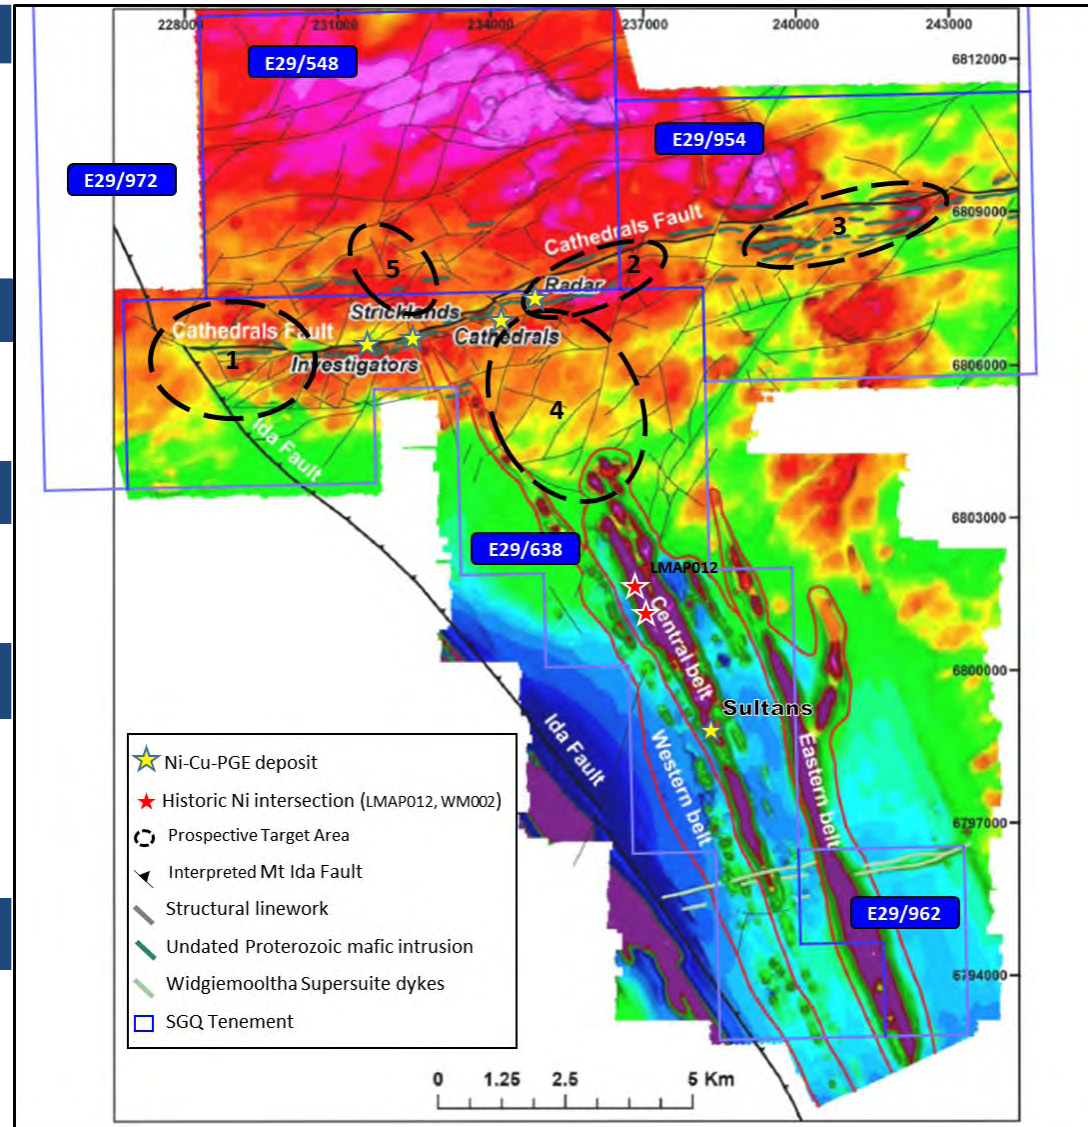 228000 231000 234000 237000 240000 243000
6812000
E29/548
E29/954
E29/972
6809000
Cathedrals Fault
3
5
2
Radar
Stricklands
Cathedrals Fault
Cathedrals
1
Investigators
6806000
4
Ida Fault
6803000
E29/638
LMAP012
Central belt
6800000
Sultans
Ida Fault
Western belt
Eastern belt
6797000
E29/962
6794000
Ni-Cu-PGE deposit
Historic Ni intersection (LMAP012, WM002)
Prospective Target Area
Interpreted Mt Ida Fault
Structural linework
Undated Proterozoic mafic intrusion
Widgiemooltha Supersuite dykes
SGQ Tenement
0 1.25 2.5 5 Km